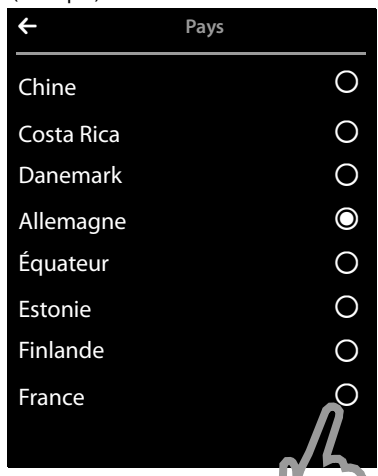 Pays
Chine
Costa Rica
Danemark
Allemagne
Équateur
Estonie
Finlande
France